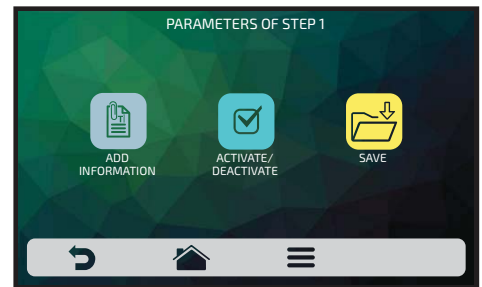 PARAMETERS OF STEP 1
ADD
INFORMATION
ACTIVATE/
DEACTIVATE
SAVE